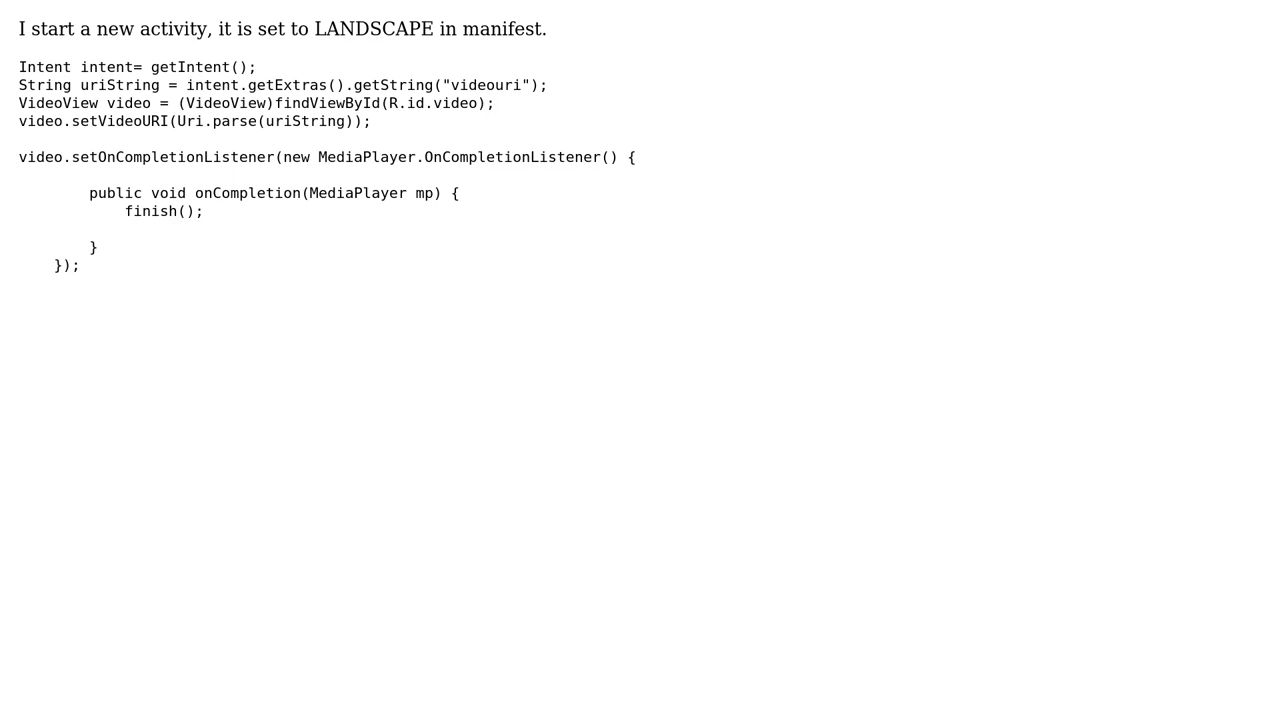 I start a new activity, it is set to LANDSCAPE in manifest.
Intent intent= getIntent();
String uriString = intent.getExtras().getString("videouri");
VideoView video = (VideoView)findViewById(R.id.video);
video.setVideoURI(Uri.parse(uriString));
video.setOnCompletionListener(new MediaPlayer.OnCompletionListener() {
        public void onCompletion(MediaPlayer mp) {
            finish();
        }
    });